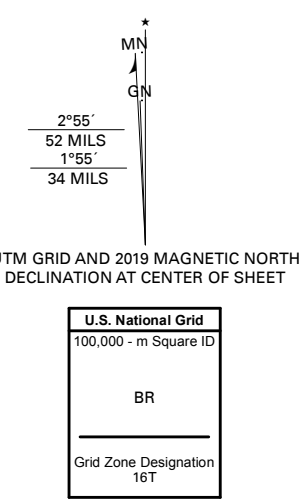 ★
MN
GN
2°55´
52 MILS
1°55´
34 MILS
UTM GRID AND 2019 MAGNETIC NORTH
DECLINATION AT CENTER OF SHEET
U.S. National Grid
100,000 - m Square ID
BR
Grid Zone Designation
16T